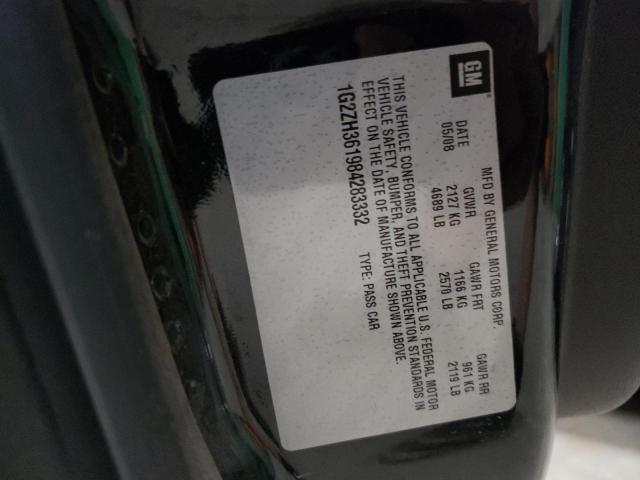 GM
MFD BY GENERAL MOTORS CORP.
DATE GVWR GAWR FRT GAWR RR
05/08 2127 KG 1166 KG 961 KG
4689 LB 2570 LB 2119 LB
THIS VEHICLE CONFORMS TO ALL APPLICABLE U.S. FEDERAL MOTOR
VEHICLE SAFETY, BUMPER, AND THEFT PREVENTION STANDARDS IN
EFFECT ON THE DATE OF MANUFACTURE SHOWN ABOVE.
1G2ZH361984283332 TYPE: PASS CAR